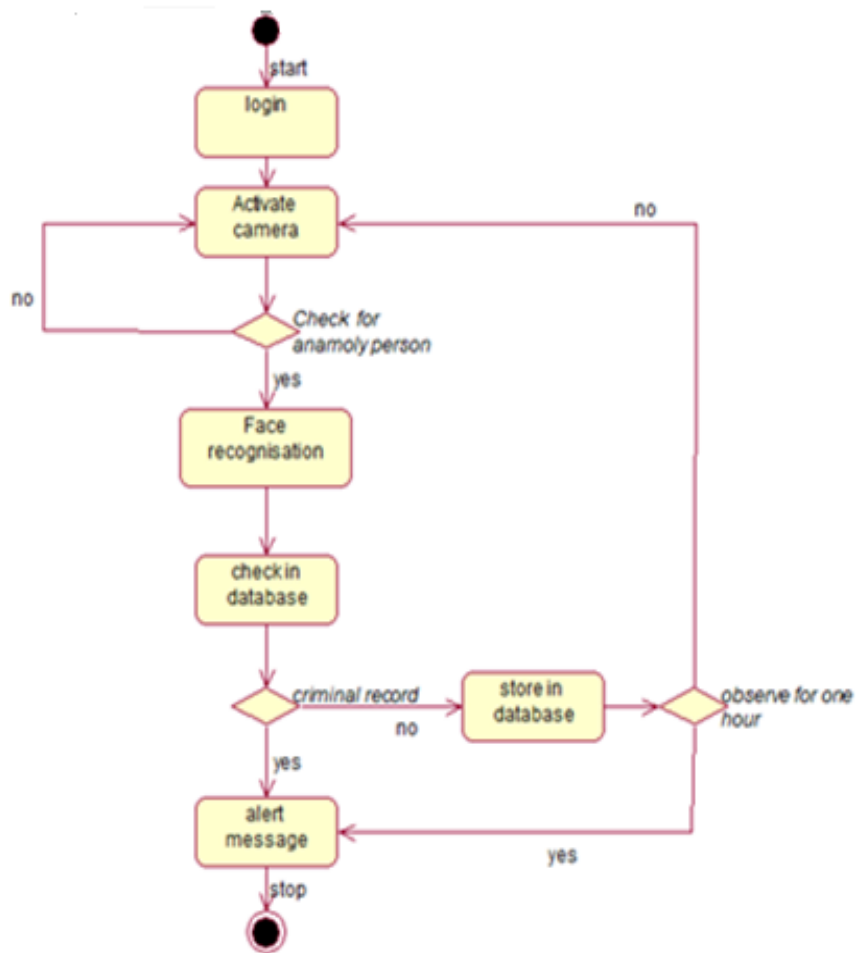 start
login
Activate
camera
no
no
Check for
anamoly person
yes
Face
recognisation
check in
database
criminal record
no
store in
database
observe for one
hour
yes
alert
message
yes
stop